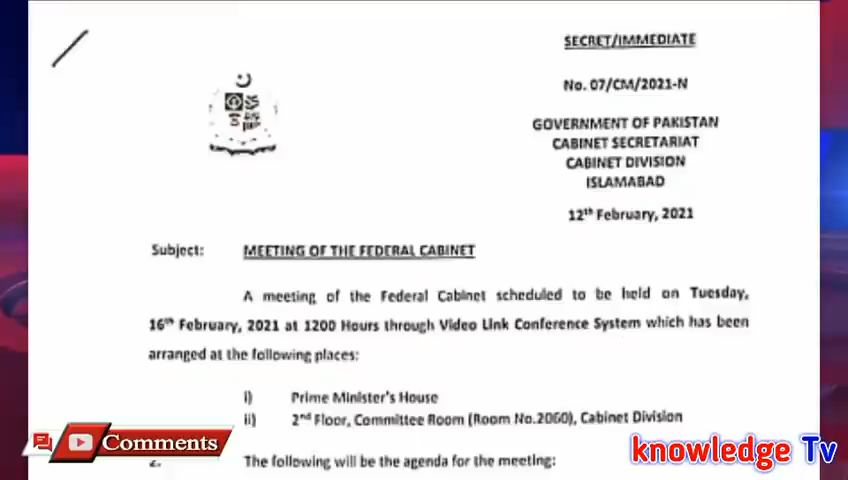 SECRET/IMMEDIATE
No. 07/CM/2021-N
GOVERNMENT OF PAKISTAN
CABINET SECRETARIAT
CABINET DIVISION
ISLAMABAD
12th February, 2021
Subject: MEETING OF THE FEDERAL CABINET
A meeting of the Federal Cabinet scheduled to be held on Tuesday,
16th February, 2021 at 1200 Hours through Video Link Conference System which has been
arranged at the following places:
i) Prime Minister's House
ii) 2nd Floor, Committee Room (Room No.2060), Cabinet Division
2. The following will be the agenda for the meeting:
Comments
knowledge Tv